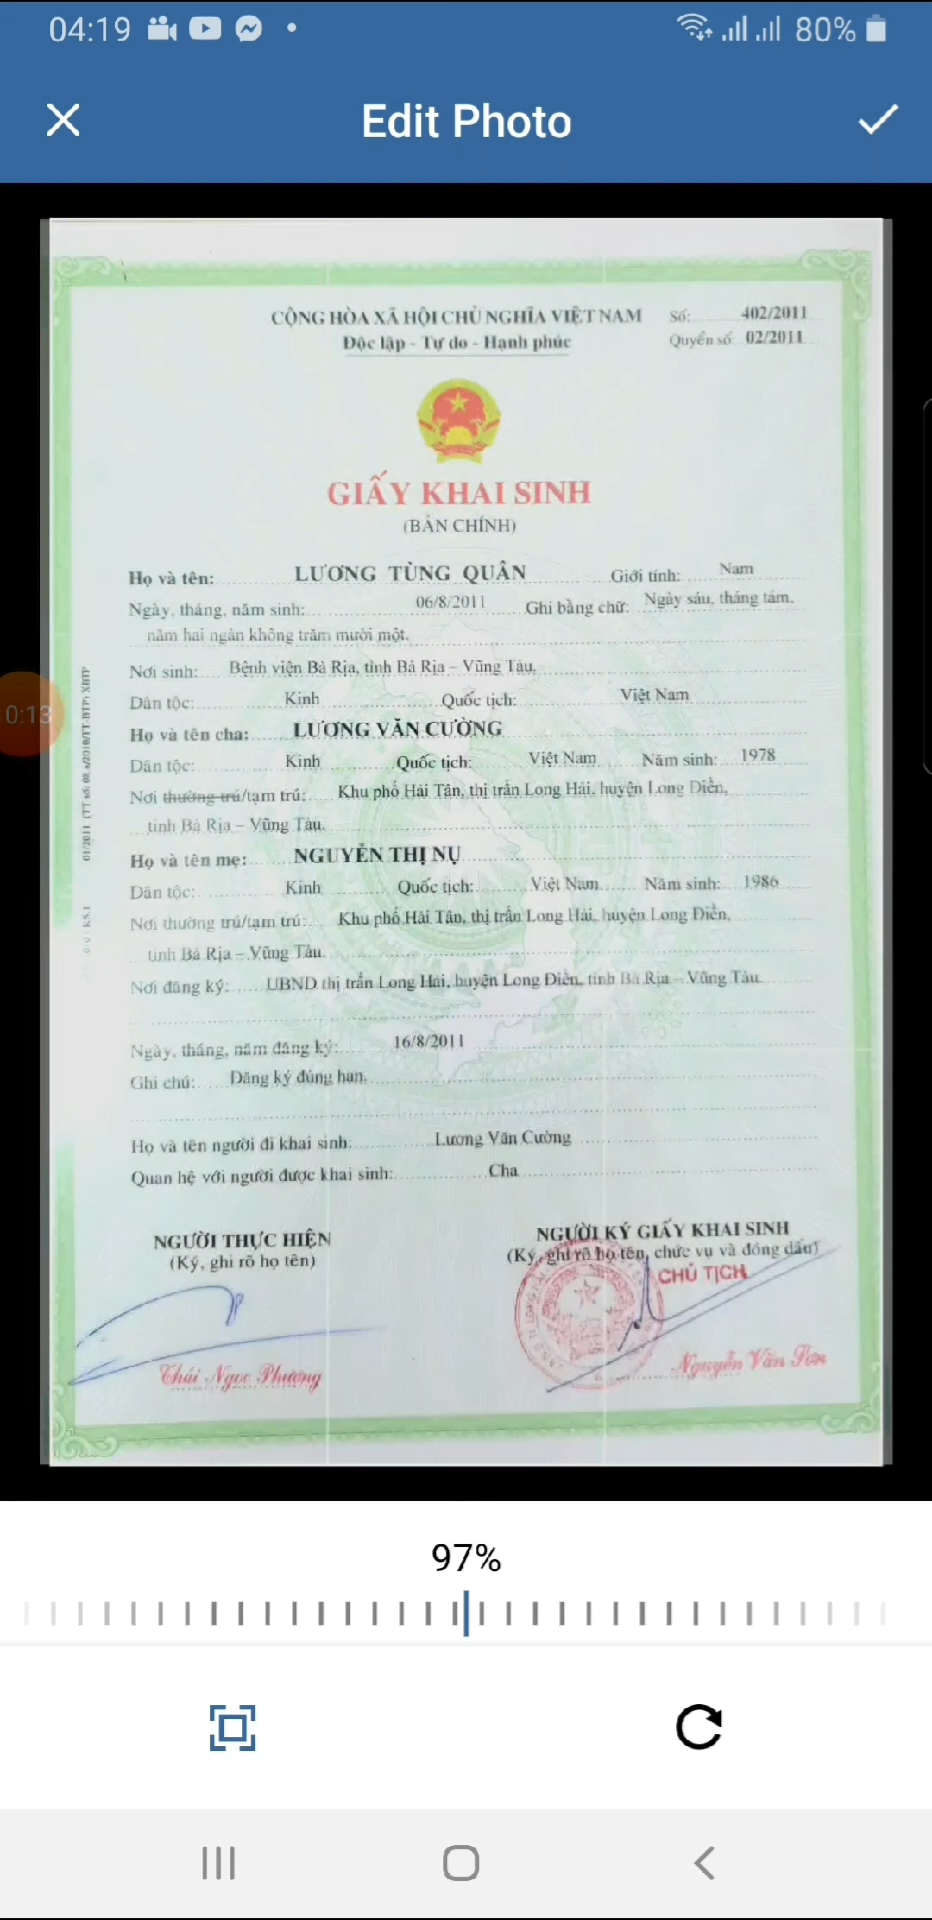 04:19 80%
Edit Photo
CỘNG HÒA XÃ HỘI CHỦ NGHĨA VIỆT NAM Số: 402/2011
Độc lập - Tự do - Hạnh phúc Quyển số: 02/2011
GIẤY KHAI SINH
(BẢN CHÍNH)
Họ và tên: LƯƠNG TÙNG QUÂN Giới tính: Nam
Ngày, tháng, năm sinh: 06/8/2011 Ghi bằng chữ: Ngày sáu, tháng tám,
năm hai ngàn không trăm mười một.
Nơi sinh: Bệnh viện Bà Rịa, tỉnh Bà Rịa – Vũng Tàu.
Dân tộc: Kinh Quốc tịch: Việt Nam
0:13
Họ và tên cha: LƯƠNG VĂN CƯỜNG
Dân tộc: Kinh Quốc tịch: Việt Nam Năm sinh: 1978
Nơi thường trú/tạm trú: Khu phố Hải Tân, thị trấn Long Hải, huyện Long Điền,
tỉnh Bà Rịa – Vũng Tàu.
Họ và tên mẹ: NGUYỄN THỊ NỤ
Dân tộc: Kinh Quốc tịch: Việt Nam Năm sinh: 1986
Nơi thường trú/tạm trú: Khu phố Hải Tân, thị trấn Long Hải, huyện Long Điền,
tỉnh Bà Rịa – Vũng Tàu.
Nơi đăng ký: UBND thị trấn Long Hải, huyện Long Điền, tỉnh Bà Rịa – Vũng Tàu.
Ngày, tháng, năm đăng ký: 16/8/2011
Ghi chú: Đăng ký đúng hạn.
Họ và tên người đi khai sinh: Lương Văn Cường
Quan hệ với người được khai sinh: Cha
NGƯỜI THỰC HIỆN
(Ký, ghi rõ họ tên)
Thái Ngọc Phương
NGƯỜI KÝ GIẤY KHAI SINH
(Ký, ghi rõ họ tên, chức vụ và đóng dấu)
CHỦ TỊCH
Nguyễn Văn Sơn
97%